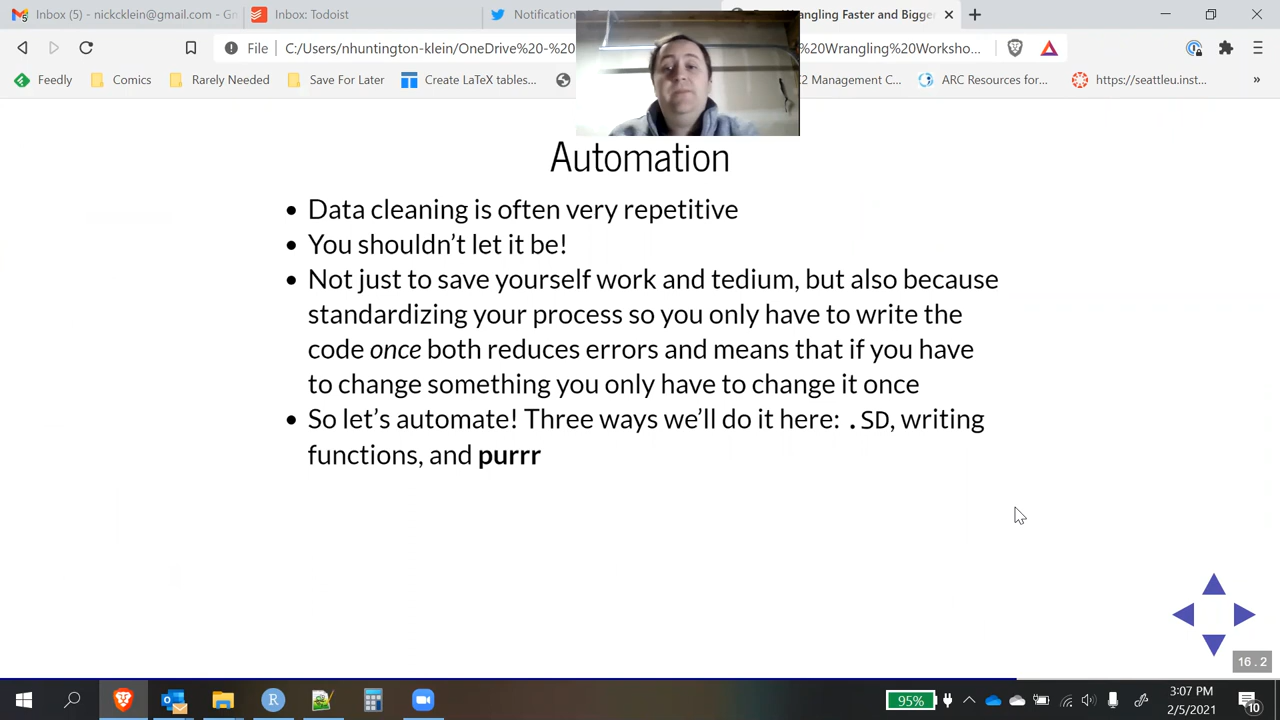 Inbox (5) - nickcklein@gmail.com - Gr
Inbox: Todoist
Notification
Wrangling Faster and Bigger
File
C:/Users/nhuntington-klein/OneDrive%20-%20
%20Wrangling%20Worksho...
Feedly
Comics
Rarely Needed
Save For Later
Create LaTeX tables...
C2 Management C...
ARC Resources for...
https://seattleu.inst...
»
Automation
• Data cleaning is often very repetitive
• You shouldn't let it be!
• Not just to save yourself work and tedium, but also because
standardizing your process so you only have to write the
code once both reduces errors and means that if you have
to change something you only have to change it once
• So let's automate! Three ways we'll do it here: .SD, writing
functions, and purrr
16.2
95%
3:07 PM
2/5/2021
10